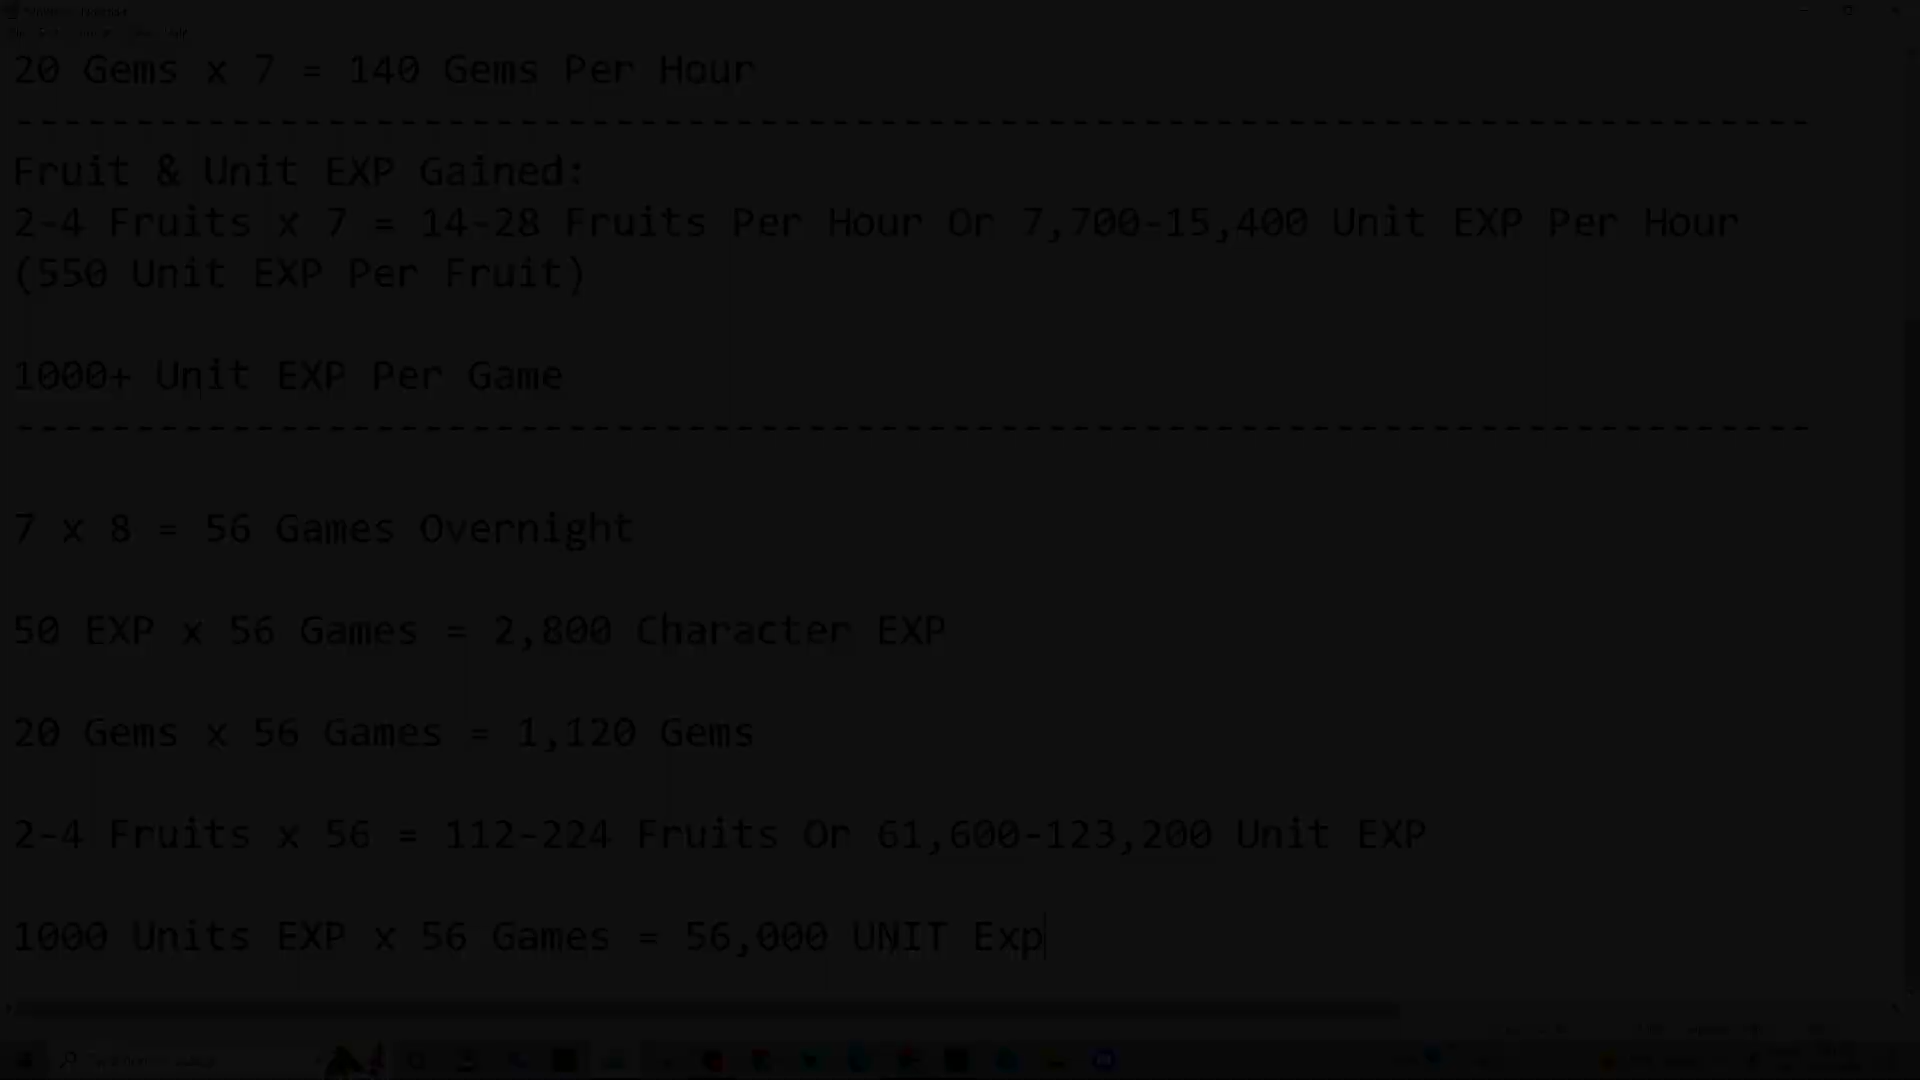 20 Gems x 7 = 140 Gems Per Hour
---------------------------------------------------------------------------
Fruit & Unit EXP Gained:
2-4 Fruits x 7 = 14-28 Fruits Per Hour Or 7,700-15,400 Unit EXP Per Hour
(550 Unit EXP Per Fruit)
1000+ Unit EXP Per Game
---------------------------------------------------------------------------
7 x 8 = 56 Games Overnight
50 EXP x 56 Games = 2,800 Character EXP
20 Gems x 56 Games = 1,120 Gems
2-4 Fruits x 56 = 112-224 Fruits Or 61,600-123,200 Unit EXP
1000 Units EXP x 56 Games = 56,000 UNIT Exp